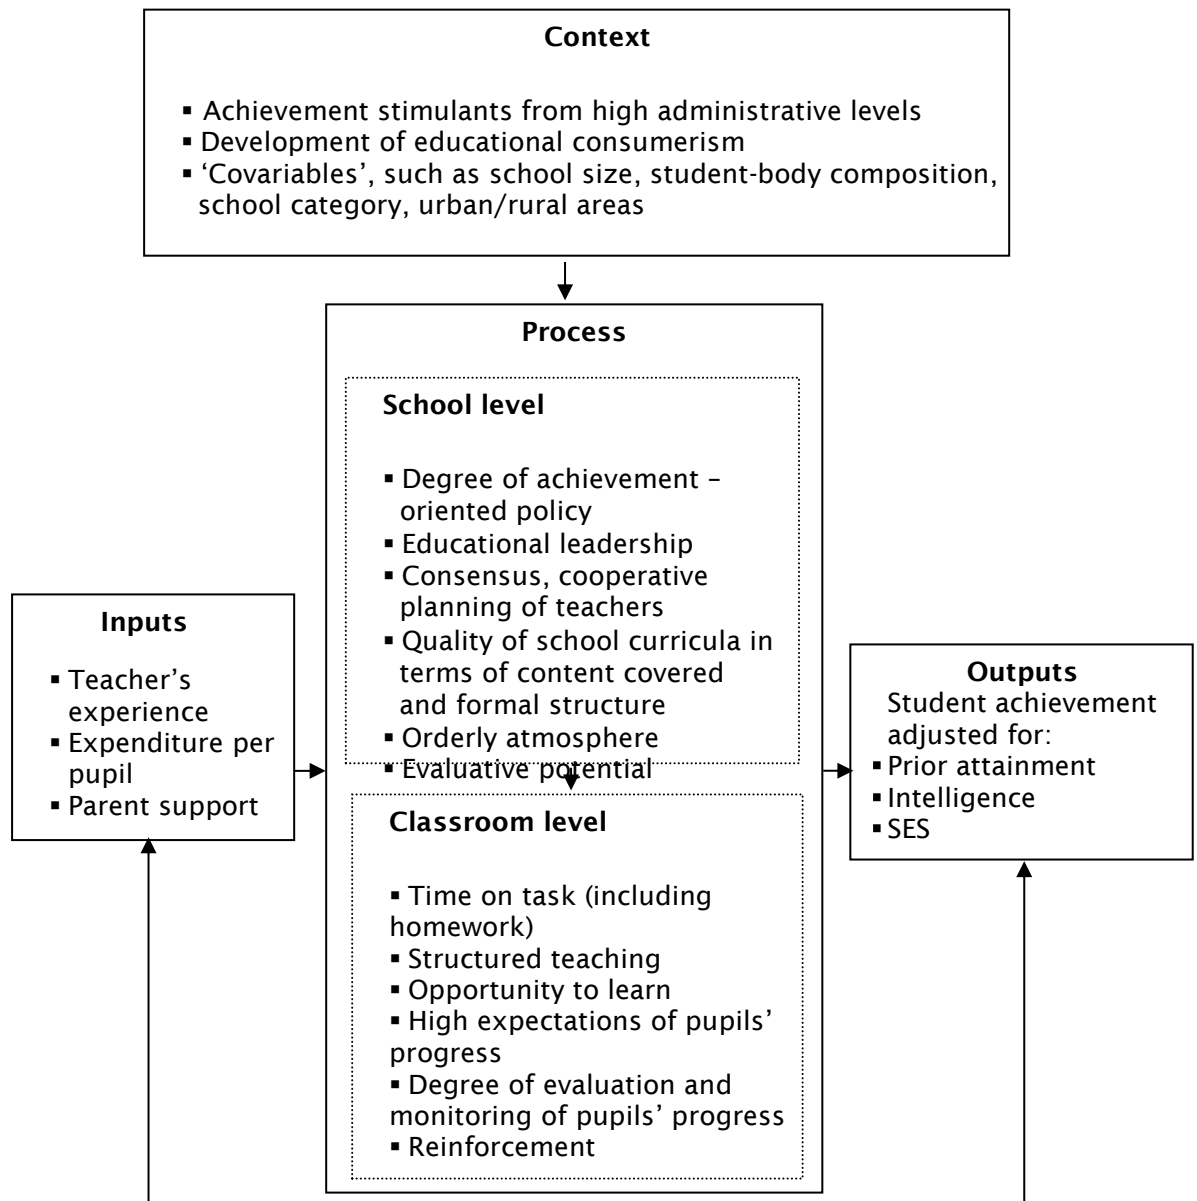 Context
▪ Achievement stimulants from high administrative levels
▪ Development of educational consumerism
▪ ‘Covariables’, such as school size, student-body composition,
school category, urban/rural areas
Process
School level
▪ Degree of achievement –
oriented policy
▪ Educational leadership
▪ Consensus, cooperative
planning of teachers
▪ Quality of school curricula in
terms of content covered
and formal structure
▪ Orderly atmosphere
▪ Evaluative potential
Inputs
▪ Teacher’s
experience
▪ Expenditure per
pupil
▪ Parent support
Outputs
Student achievement
adjusted for:
▪ Prior attainment
▪ Intelligence
▪ SES
Classroom level
▪ Time on task (including
homework)
▪ Structured teaching
▪ Opportunity to learn
▪ High expectations of pupils’
progress
▪ Degree of evaluation and
monitoring of pupils’ progress
▪ Reinforcement